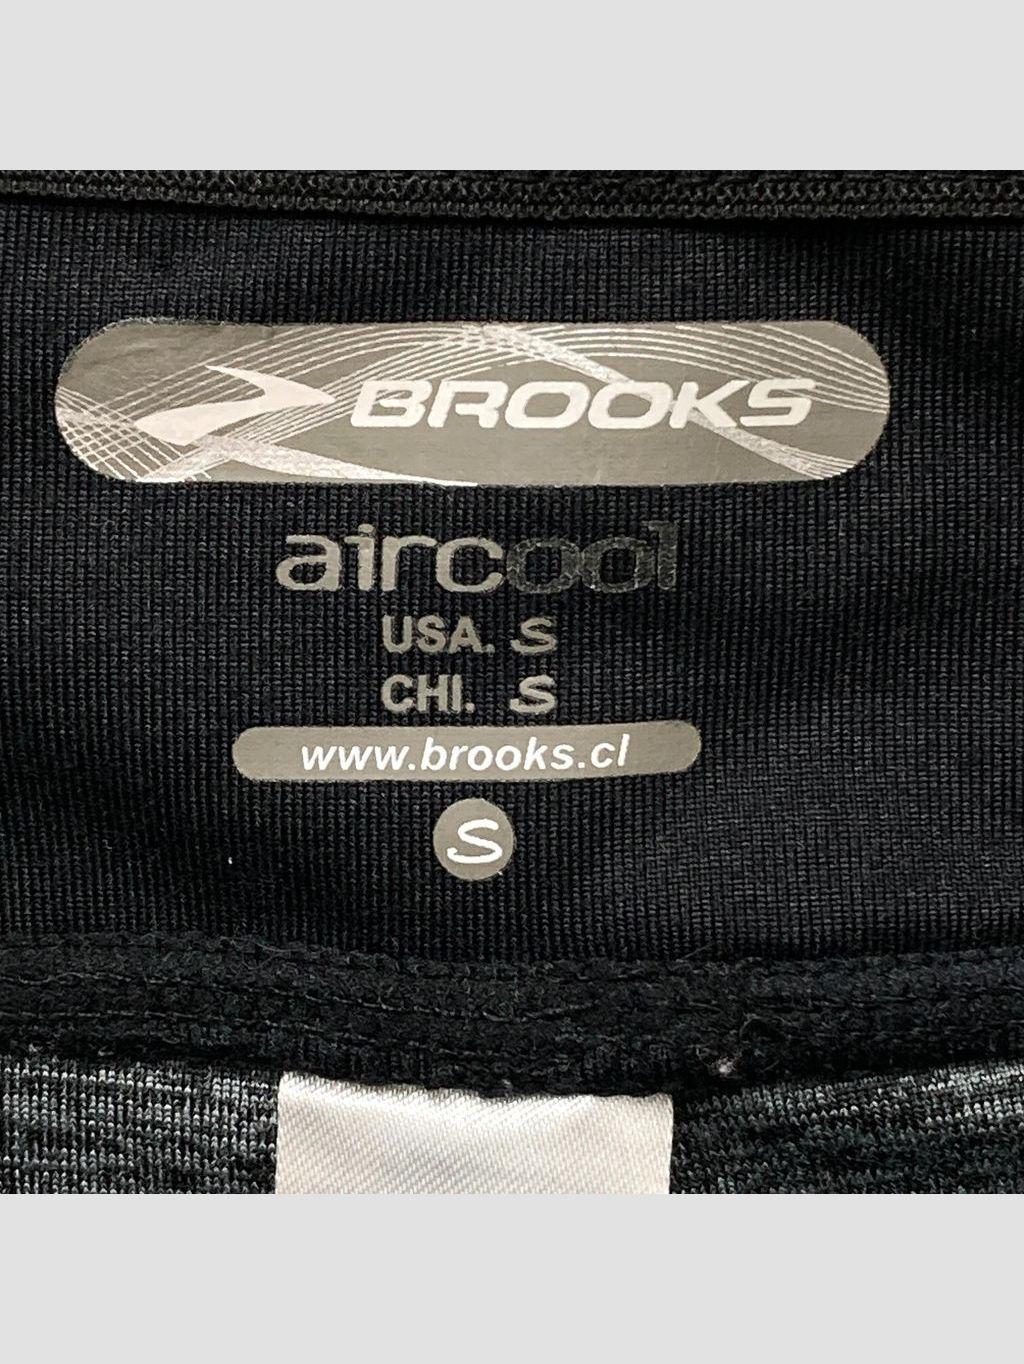 BROOKS
aircool
USA. S
CHI. S
www.brooks.cl
S